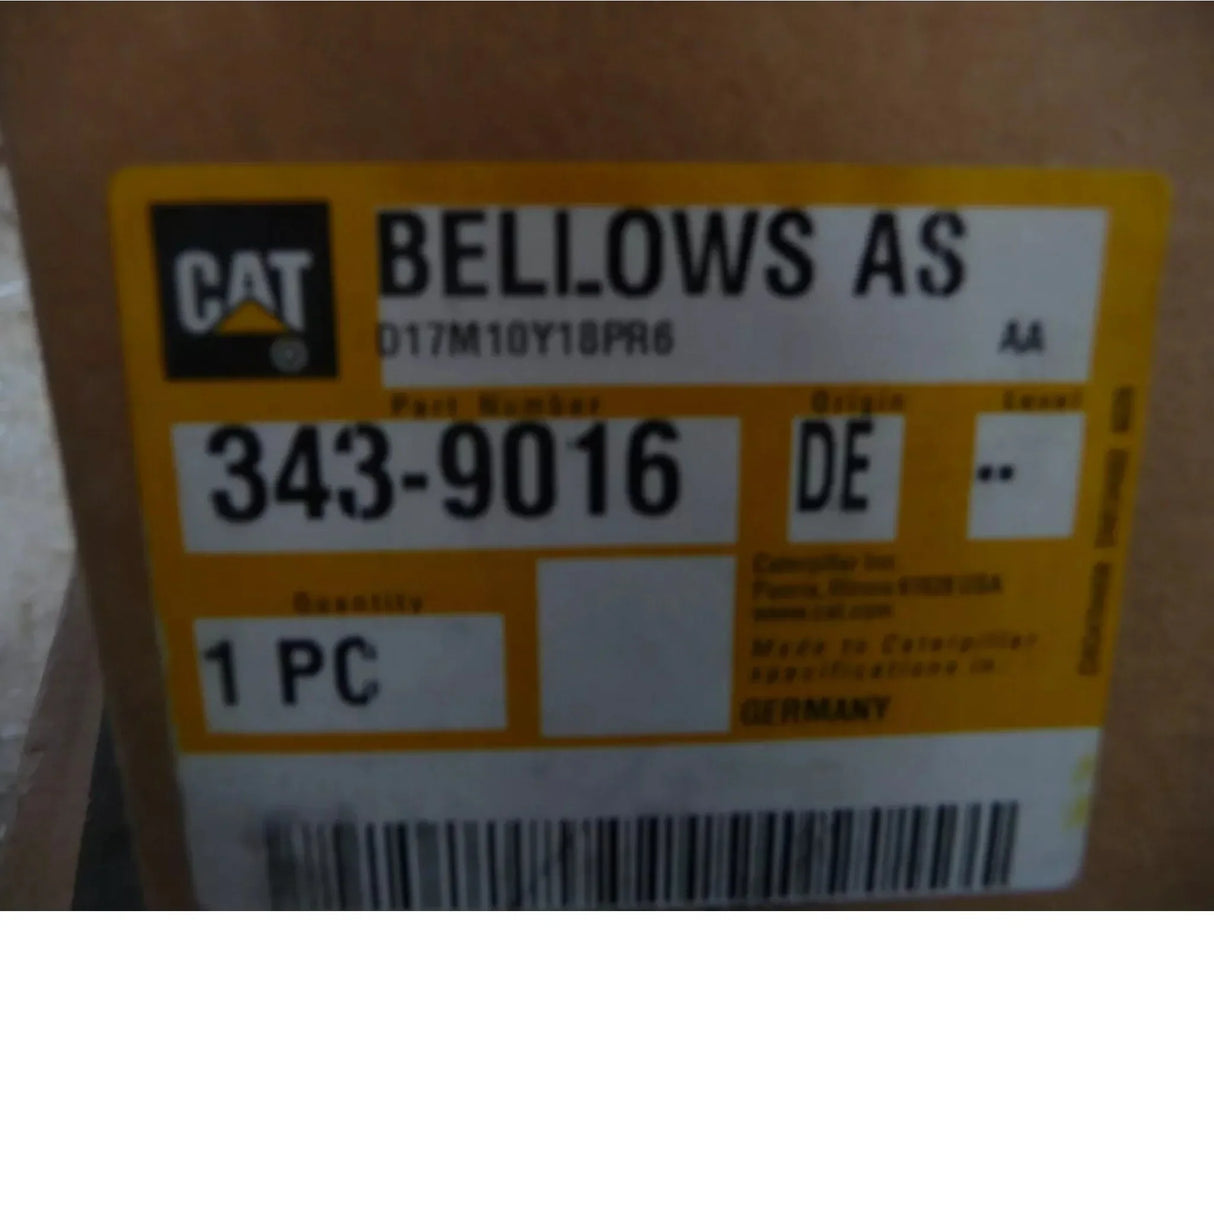 CAT
BELLOWS AS
D17M10Y18PR6 AA
Part Number Origin Level
343-9016 DE **
Quantity
1 PC
Caterpillar Inc.
Peoria, Illinois 61629 USA
www.cat.com
Made to Caterpillar
specifications in:
GERMANY